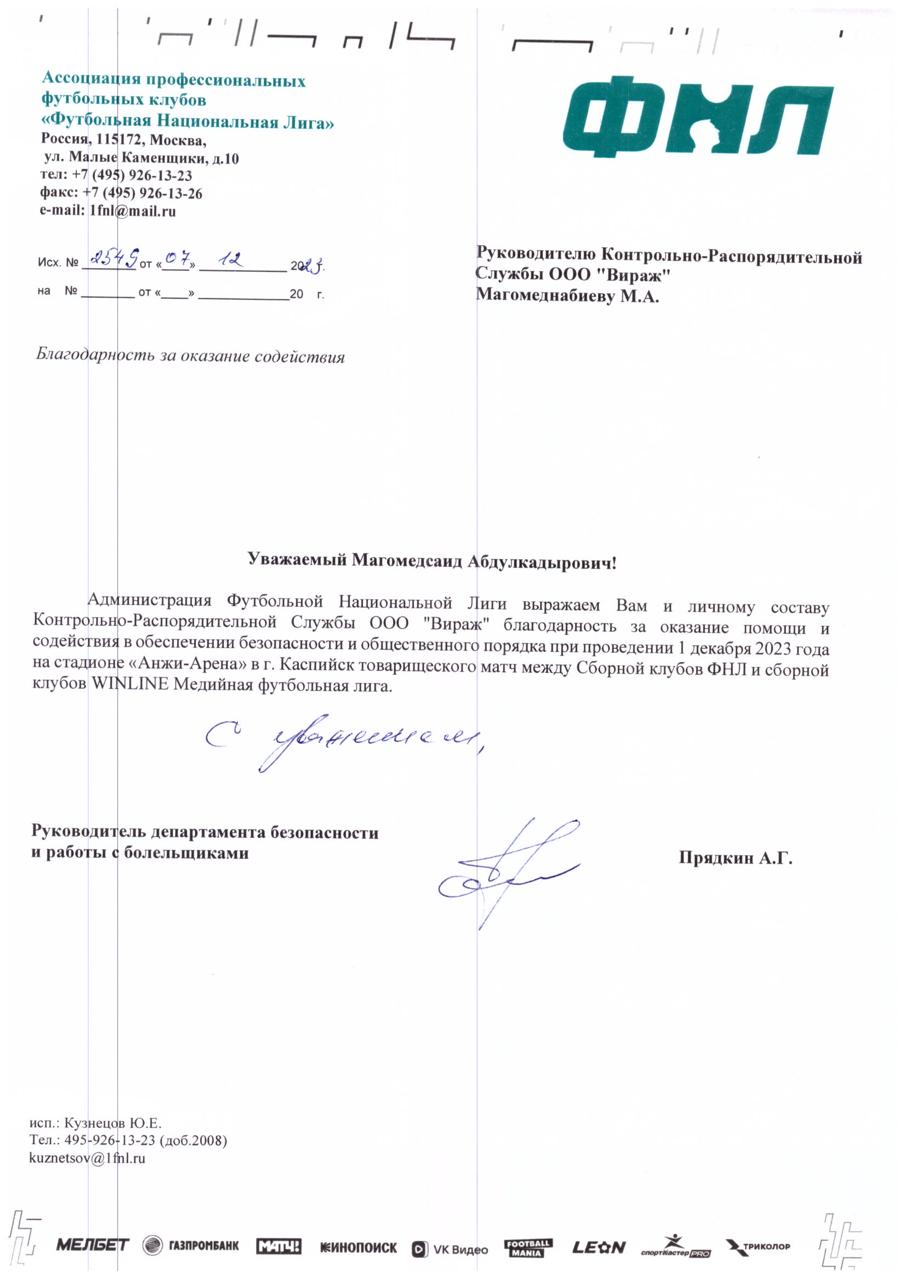 Ассоциация профессиональных
футбольных клубов
«Футбольная Национальная Лига»
Россия, 115172, Москва,
ул. Малые Каменщики, д.10
тел: +7 (495) 926-13-23
факс: +7 (495) 926-13-26
e-mail: 1fnl@mail.ru
ФНЛ
Исх. № 2545 от «07» 12 2023.
на № ______ от «___» ___________20 г.
Руководителю Контрольно-Распорядительной
Службы ООО "Вираж"
Магомеднабиеву М.А.
Благодарность за оказание содействия
Уважаемый Магомедсаид Абдулкадырович!
Администрация Футбольной Национальной Лиги выражаем Вам и личному составу
Контрольно-Распорядительной Службы ООО "Вираж" благодарность за оказание помощи и
содействия в обеспечении безопасности и общественного порядка при проведении 1 декабря 2023 года
на стадионе «Анжи-Арена» в г. Каспийск товарищеского матч между Сборной клубов ФНЛ и сборной
клубов WINLINE Медийная футбольная лига.
С уважением,
Руководитель департамента безопасности
и работы с болельщиками
Прядкин А.Г.
исп.: Кузнецов Ю.Е.
Тел.: 495-926-13-23 (доб.2008)
kuznetsov@1fnl.ru
МЕЛБЕТ ГАЗПРОМБАНК МАТЧ! КИНОПОИСК VK Видео FOOTBALL MANIA LEON спортмастер PRO ТРИКОЛОР